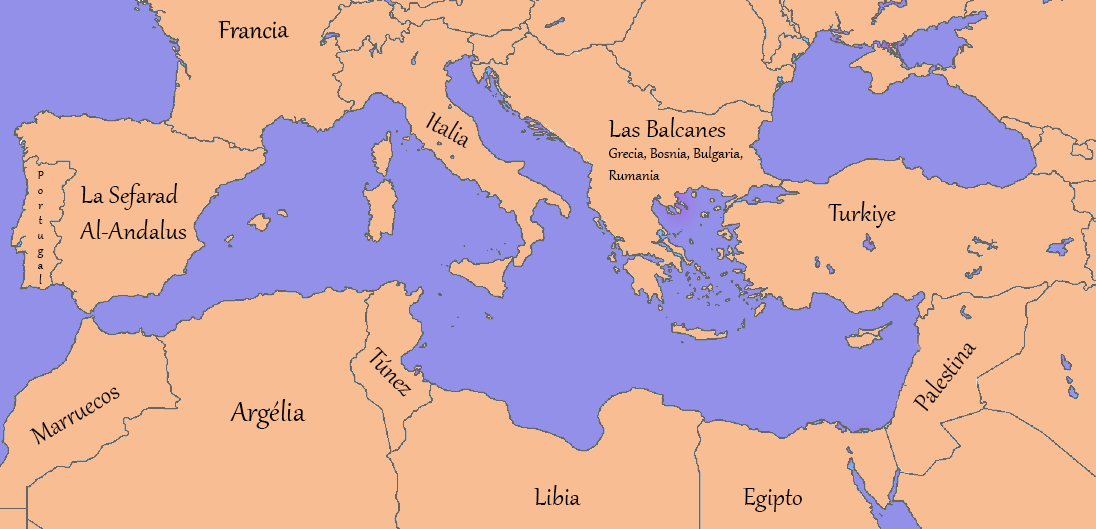 Francia
Italia
Las Balcanes
Grecia, Bosnia, Bulgaria,
Rumania
Portugal
La Sefarad
Al-Andalus
Turkiye
Marruecos
Argélia
Túnez
Palestina
Libia
Egipto